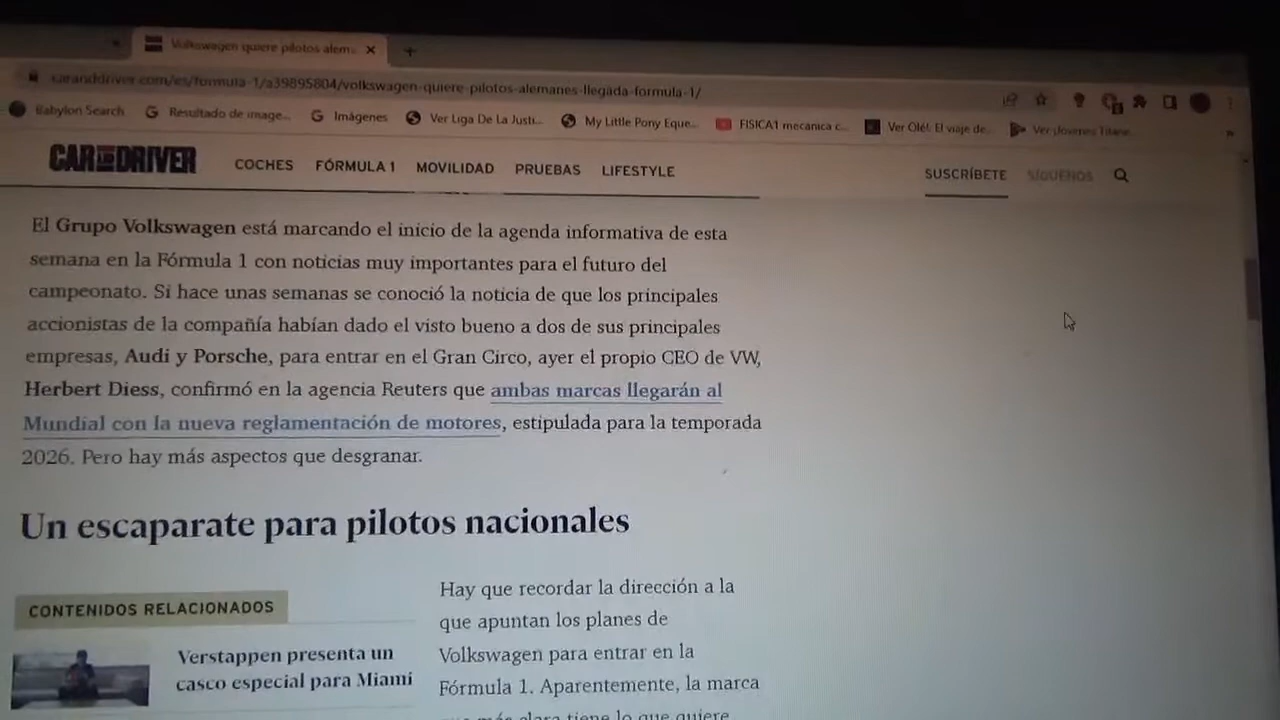 Volkswagen quiere pilotos alem...
caranddriver.com/es/formula-1/a39895804/volkswagen-quiere-pilotos-alemanes-llegada-formula-1/
Babylon Search
Resultado de image...
Imágenes
Ver Liga De La Justi...
My Little Pony Eque...
FISICA1 mecanica c...
Ver Olé!: El viaje de...
Ver ¡Jóvenes Titane...
»
CAR AND DRIVER
COCHES FÓRMULA 1 MOVILIDAD PRUEBAS LIFESTYLE
SUSCRÍBETE SÍGUENOS
El Grupo Volkswagen está marcando el inicio de la agenda informativa de esta
semana en la Fórmula 1 con noticias muy importantes para el futuro del
campeonato. Si hace unas semanas se conoció la noticia de que los principales
accionistas de la compañía habían dado el visto bueno a dos de sus principales
empresas, Audi y Porsche, para entrar en el Gran Circo, ayer el propio CEO de VW,
Herbert Diess, confirmó en la agencia Reuters que ambas marcas llegarán al
Mundial con la nueva reglamentación de motores, estipulada para la temporada
2026. Pero hay más aspectos que desgranar.
Un escaparate para pilotos nacionales
CONTENIDOS RELACIONADOS
Verstappen presenta un
casco especial para Miami
Hay que recordar la dirección a la
que apuntan los planes de
Volkswagen para entrar en la
Fórmula 1. Aparentemente, la marca
que más clara tiene lo que quiere